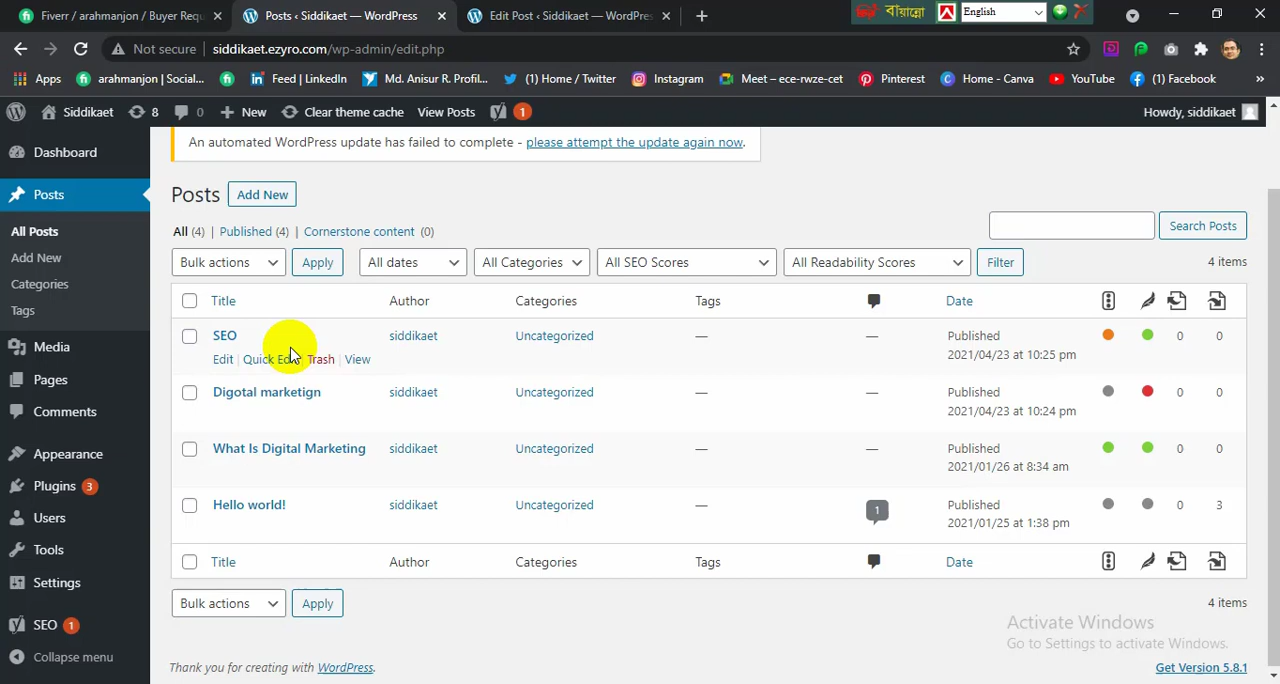 Fiverr / arahmanjon / Buyer Requ
Posts ‹ Siddikaet — WordPress
Edit Post ‹ Siddikaet — WordPres
বায়ান্নো
English
Not secure
siddikaet.ezyro.com/wp-admin/edit.php
Apps
arahmanjon | Social...
Feed | LinkedIn
Md. Anisur R. Profil...
(1) Home / Twitter
Instagram
Meet – ece-rwze-cet
Pinterest
Home - Canva
YouTube
(1) Facebook
»
Siddikaet
8
0
New
Clear theme cache
View Posts
1
Howdy, siddikaet
Dashboard
Posts
All Posts
Add New
Categories
Tags
Media
Pages
Comments
Appearance
Plugins 3
Users
Tools
Settings
SEO 1
Collapse menu
An automated WordPress update has failed to complete - please attempt the update again now.
Posts
Add New
All (4) | Published (4) | Cornerstone content (0)
Search Posts
Bulk actions
Apply
All dates
All Categories
All SEO Scores
All Readability Scores
Filter
4 items
Title
Author
Categories
Tags
Date
SEO
siddikaet
Uncategorized
—
—
Published
2021/04/23 at 10:25 pm
0
0
Edit | Quick Edit | Trash | View
Digotal marketign
siddikaet
Uncategorized
—
—
Published
2021/04/23 at 10:24 pm
0
0
What Is Digital Marketing
siddikaet
Uncategorized
—
—
Published
2021/01/26 at 8:34 am
0
0
Hello world!
siddikaet
Uncategorized
—
1
Published
2021/01/25 at 1:38 pm
0
3
Title
Author
Categories
Tags
Date
Bulk actions
Apply
4 items
Activate Windows
Go to Settings to activate Windows.
Thank you for creating with WordPress.
Get Version 5.8.1